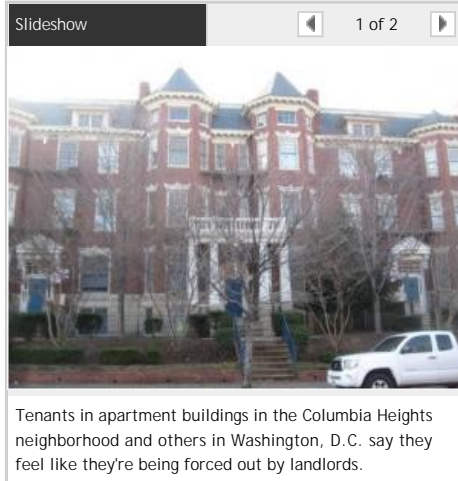 Slideshow
1 of 2
Tenants in apartment buildings in the Columbia Heights
neighborhood and others in Washington, D.C. say they
feel like they're being forced out by landlords.